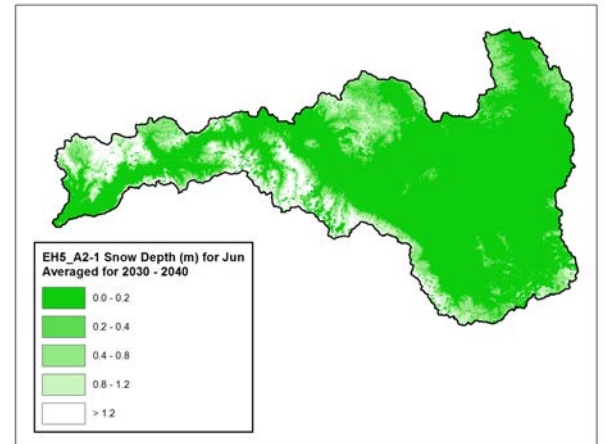 EH5_A2-1 Snow Depth (m) for Jun
Averaged for 2030 - 2040
0.0 - 0.2
0.2 - 0.4
0.4 - 0.8
0.8 - 1.2
> 1.2